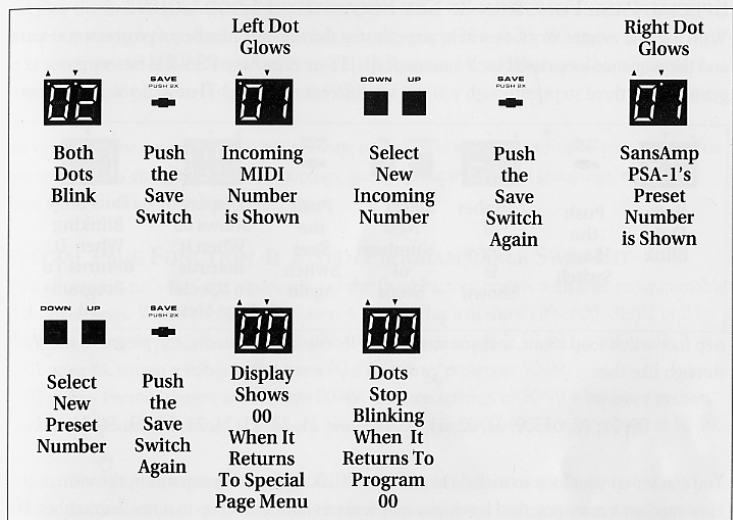 Left Dot
Glows
Right Dot
Glows
SAVE
PUSH 2X
DOWN UP
SAVE
PUSH 2X
Both
Dots
Blink
Push
the
Save
Switch
Incoming
MIDI
Number
is Shown
Select
New
Incoming
Number
Push
the
Save
Switch
Again
SansAmp
PSA-1's
Preset
Number
is Shown
DOWN UP
SAVE
PUSH 2X
00
00
Select
New
Preset
Number
Push
the
Save
Switch
Again
Display
Shows
00
When It
Returns
To Special
Page Menu
Dots
Stop
Blinking
When It
Returns To
Program
00